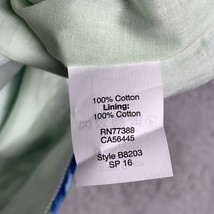 100% Cotton
Lining:
100% Cotton
RN77388
CA56445
Style B8203
SP 16